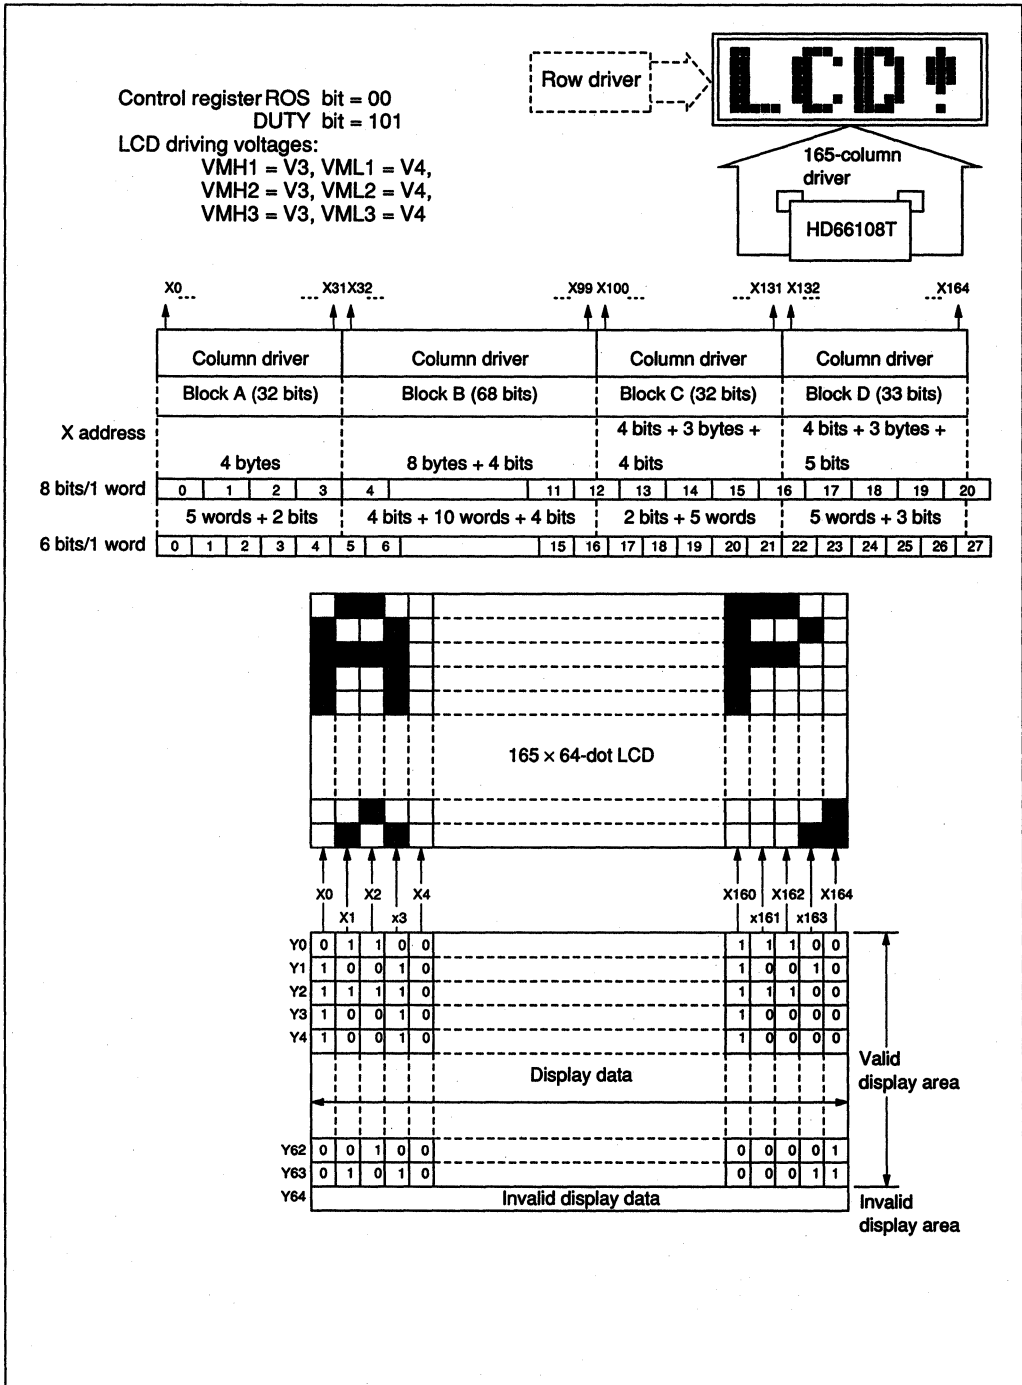 Row driver
Control register ROS bit = 00
DUTY bit = 101
LCD driving voltages:
VMH1 = V3, VML1 = V4,
VMH2 = V3, VML2 = V4,
VMH3 = V3, VML3 = V4
LCD!
165-column
driver
HD66108T
X0... ...X31 X32... ...X99 X100... ...X131 X132... ...X164
Column driver Column driver Column driver Column driver
Block A (32 bits) Block B (68 bits) Block C (32 bits) Block D (33 bits)
X address
4 bytes 8 bytes + 4 bits 4 bits + 3 bytes + 4 bits 4 bits + 3 bytes + 5 bits
8 bits/1 word 0 1 2 3 4 11 12 13 14 15 16 17 18 19 20
5 words + 2 bits 4 bits + 10 words + 4 bits 2 bits + 5 words 5 words + 3 bits
6 bits/1 word 0 1 2 3 4 5 6 15 16 17 18 19 20 21 22 23 24 25 26 27
165 × 64-dot LCD
X0 X2 X4 X160 X162 X164
X1 x3 x161 x163
Y0 0 1 1 0 0 1 1 1 0 0
Y1 1 0 0 1 0 1 0 0 1 0
Y2 1 1 1 1 0 1 1 1 0 0
Y3 1 0 0 1 0 1 0 0 0 0
Y4 1 0 0 1 0 1 0 0 0 0
Display data
Valid
display area
Y62 0 0 1 0 0 0 0 0 0 1
Y63 0 1 0 1 0 0 0 0 1 1
Y64 Invalid display data
Invalid
display area